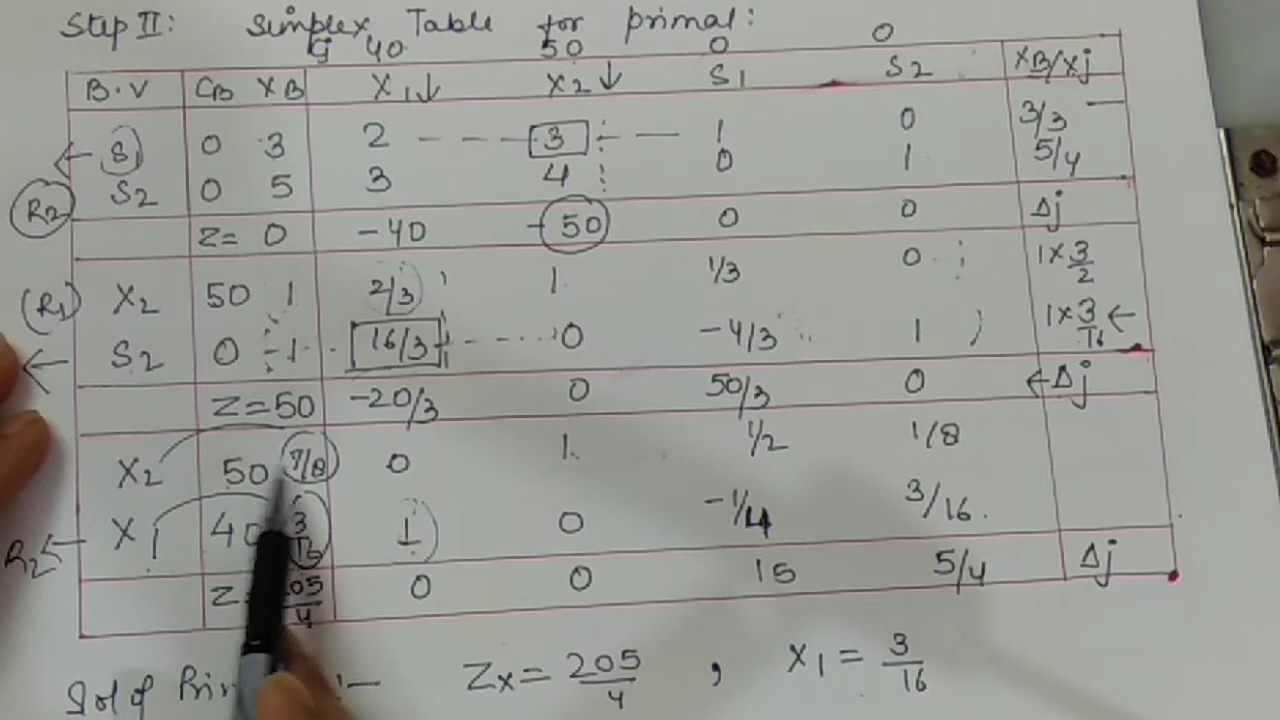 Step II: Simplex Table for primal:
Cj 40 50 0 0
B.V CB XB X1↓ X2↓ S1 S2 XB/Xj
← S1 0 3 2 3 1 0 3/3
R2 S2 0 5 3 4 0 1 5/4
Z= 0 -40 -50 0 0 Δj
(R1) X2 50 1 2/3 1 1/3 0 1×3/2
← S2 0 1 16/3 0 -4/3 1 1×3/16 ←
Z=50 -20/3 0 50/3 0 ←Δj
X2 50 7/8 0 1 1/2 1/8
R2 ← X1 40 3/16 1 0 -1/4 3/16
Z 205/4 0 0 15 5/4 Δj
Sol of Pri :- Zx = 205/4 , X1 = 3/16